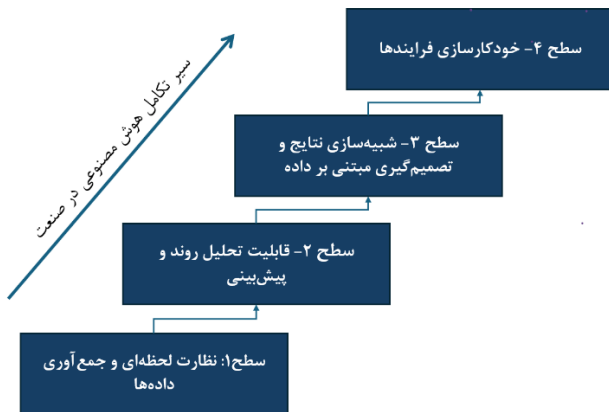 سطح ۴- خودکارسازی فرایندها
سیر تکامل هوش مصنوعی در صنعت
سطح ۳- شبیه‌سازی نتایج و
تصمیم‌گیری مبتنی بر داده
سطح ۲- قابلیت تحلیل روند و
پیش‌بینی
سطح۱: نظارت لحظه‌ای و جمع‌آوری
داده‌ها